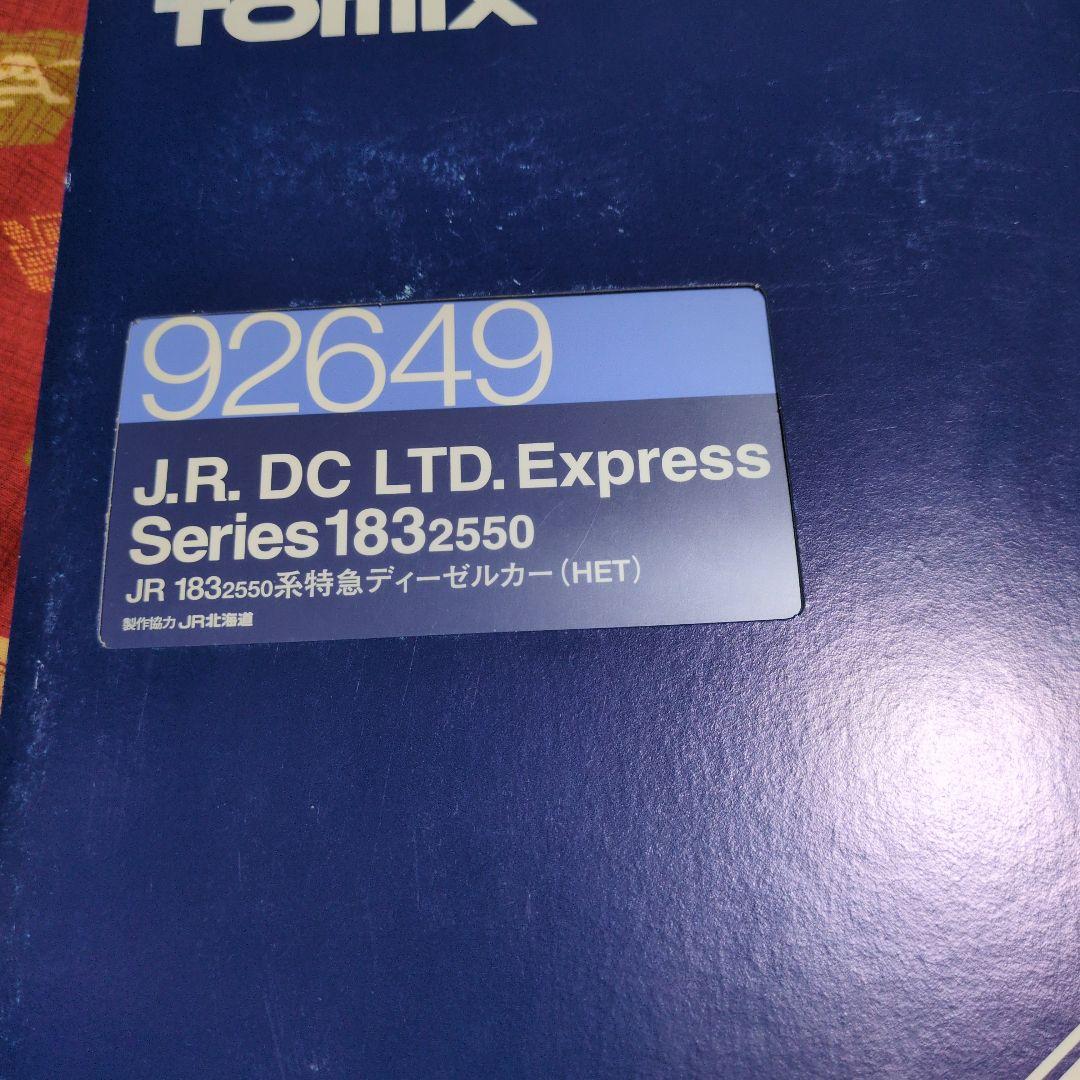 TOMIX
92649
J.R. DC LTD. Express
Series 183 2550
JR 183 2550系特急ディーゼルカー(HET)
製作協力 JR北海道